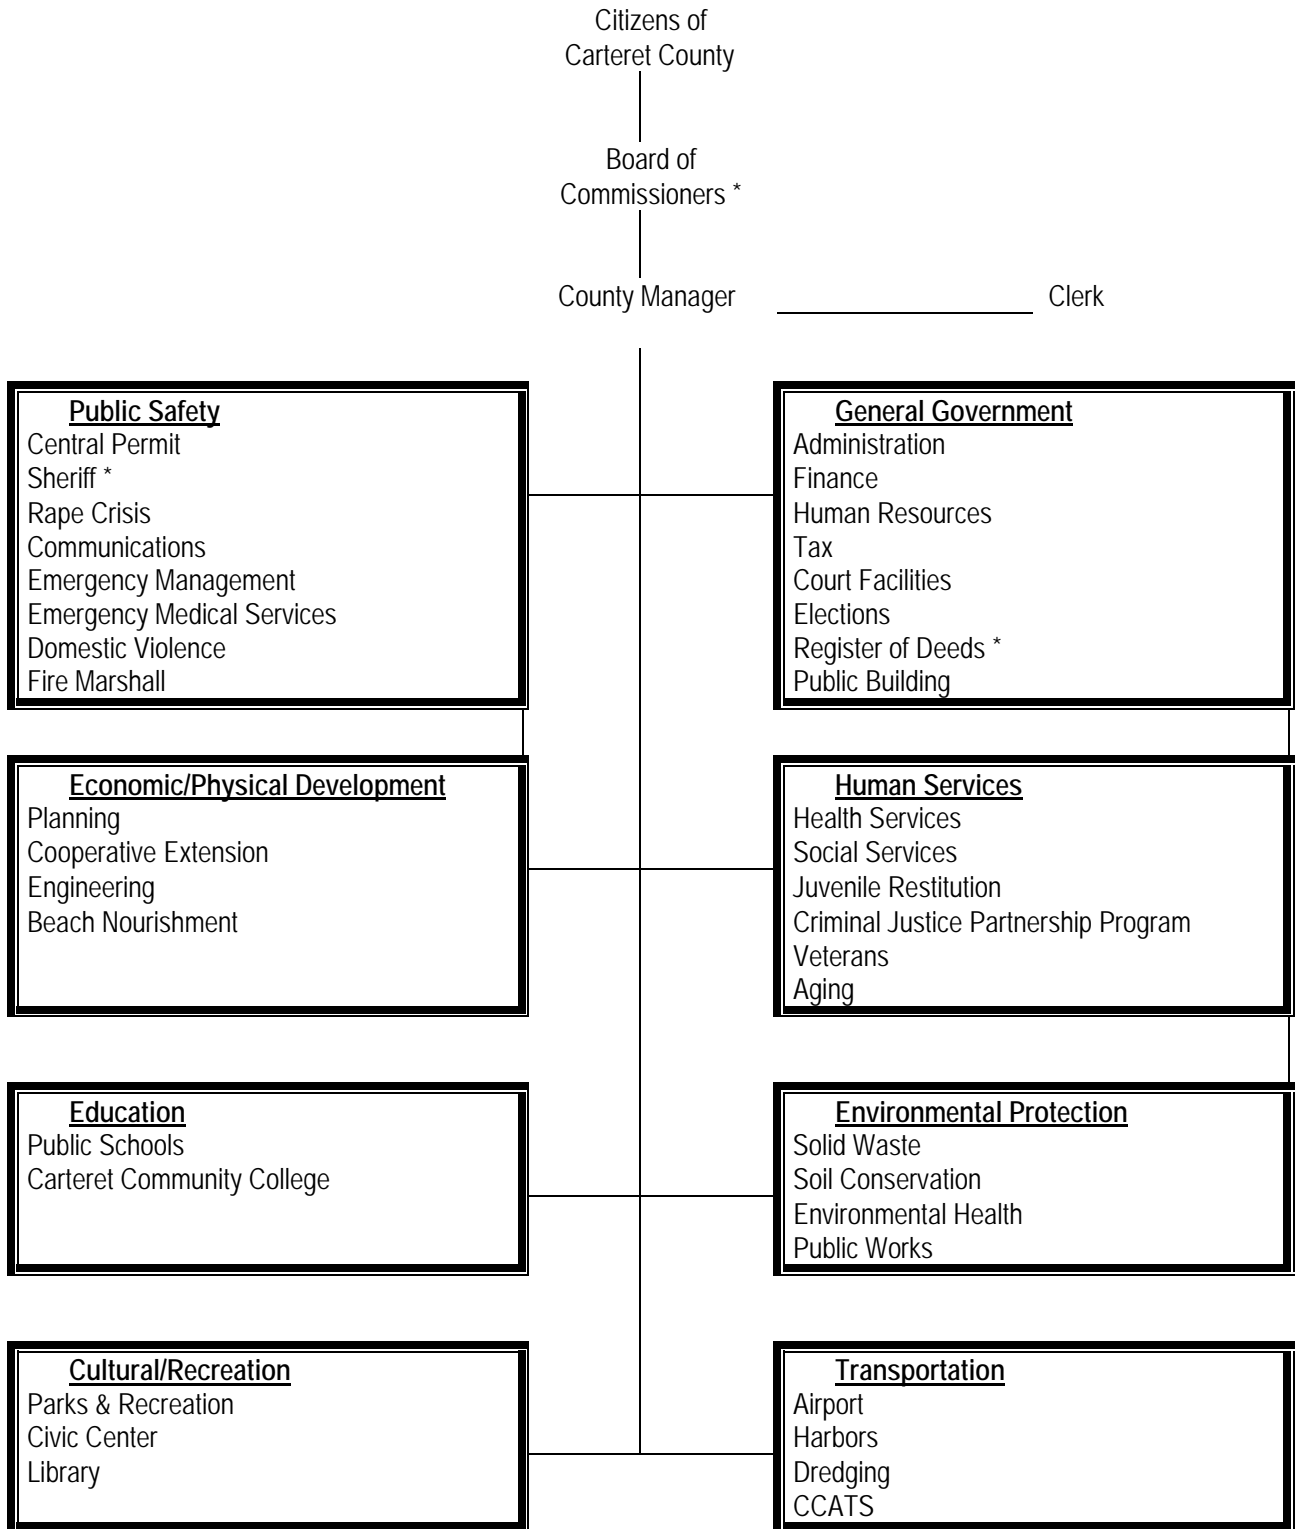 Citizens of
Carteret County
Board of
Commissioners *
County Manager
Clerk
Public Safety
Central Permit
Sheriff *
Rape Crisis
Communications
Emergency Management
Emergency Medical Services
Domestic Violence
Fire Marshall
General Government
Administration
Finance
Human Resources
Tax
Court Facilities
Elections
Register of Deeds *
Public Building
Economic/Physical Development
Planning
Cooperative Extension
Engineering
Beach Nourishment
Human Services
Health Services
Social Services
Juvenile Restitution
Criminal Justice Partnership Program
Veterans
Aging
Education
Public Schools
Carteret Community College
Environmental Protection
Solid Waste
Soil Conservation
Environmental Health
Public Works
Cultural/Recreation
Parks & Recreation
Civic Center
Library
Transportation
Airport
Harbors
Dredging
CCATS